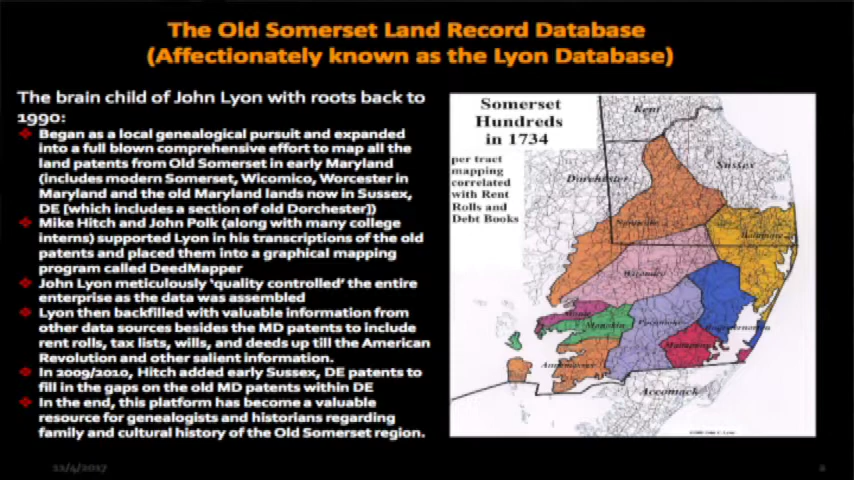 The Old Somerset Land Record Database
(Affectionately known as the Lyon Database)
The brain child of John Lyon with roots back to
1990:
Began as a local genealogical pursuit and expanded
into a full blown comprehensive effort to map all the
land patents from Old Somerset in early Maryland
(includes modern Somerset, Wicomico, Worcester in
Maryland and the old Maryland lands now in Sussex,
DE [which includes a section of old Dorchester])
Mike Hitch and John Polk (along with many college
interns) supported Lyon in his transcriptions of the old
patents and placed them into a graphical mapping
program called DeedMapper
John Lyon meticulously 'quality controlled' the entire
enterprise as the data was assembled
Lyon then backfilled with valuable information from
other data sources besides the MD patents to include
rent rolls, tax lists, wills, and deeds up till the American
Revolution and other salient information.
In 2009/2010, Hitch added early Sussex, DE patents to
fill in the gaps on the old MD patents within DE
In the end, this platform has become a valuable
resource for genealogists and historians regarding
family and cultural history of the Old Somerset region.
Somerset
Hundreds
in 1734
per tract
mapping
correlated
with Rent
Rolls and
Debt Books
Kent
Sussex
Dorchester
Manokin
Accomack
11/4/2017
2